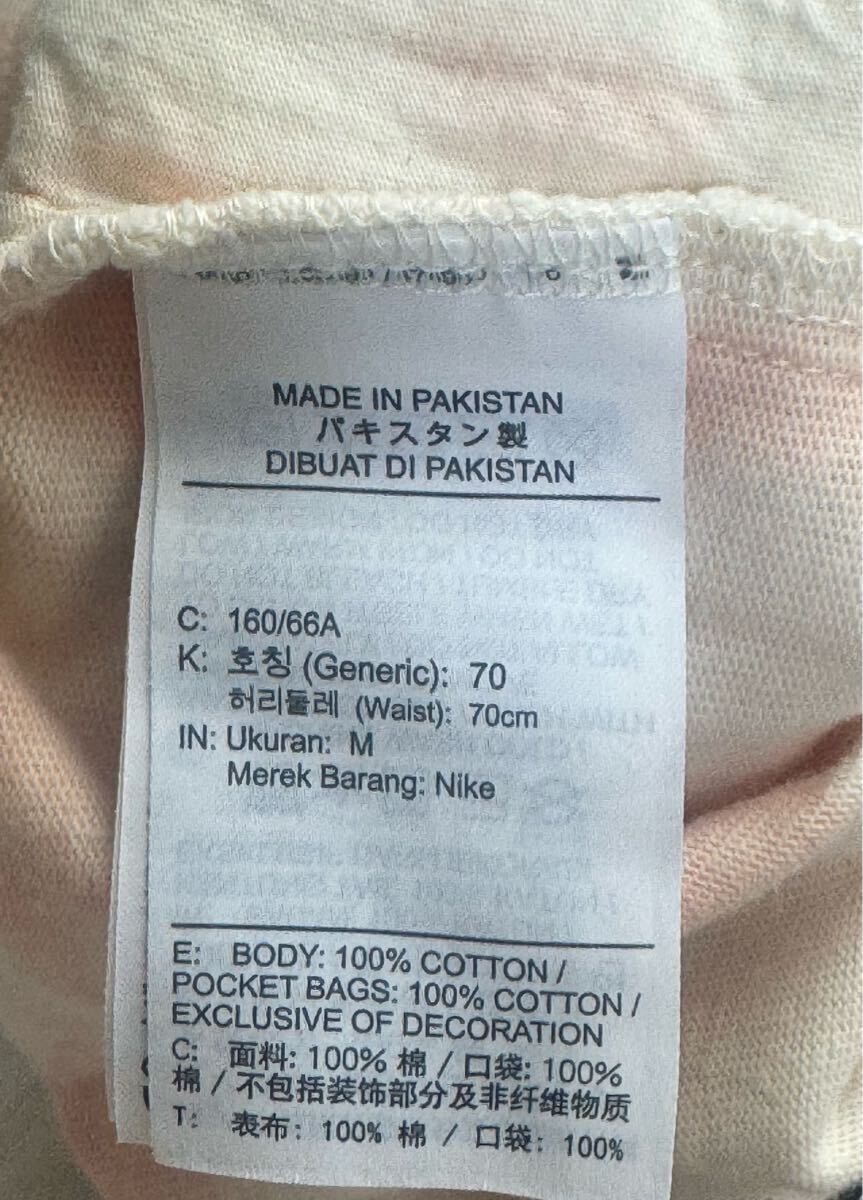 MADE IN PAKISTAN
パキスタン製
DIBUAT DI PAKISTAN
C: 160/66A
K: 호칭 (Generic): 70
허리둘레 (Waist): 70cm
IN: Ukuran: M
Merek Barang: Nike
E: BODY: 100% COTTON /
POCKET BAGS: 100% COTTON /
EXCLUSIVE OF DECORATION
C: 面料: 100% 棉 / 口袋: 100%
棉 / 不包括装饰部分及非纤维物质
T: 表布: 100% 棉 / 口袋: 100%